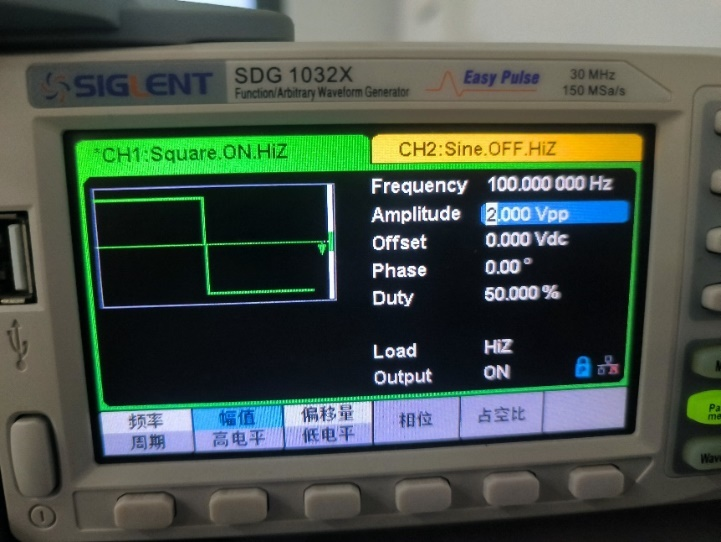 SIGLENT SDG 1032X Easy Pulse 30 MHz
Function/Arbitrary Waveform Generator 150 MSa/s
*CH1:Square.ON.HiZ CH2:Sine.OFF.HiZ
Frequency 100.000 000 Hz
Amplitude 2.000 Vpp
Offset 0.000 Vdc
Phase 0.00 °
Duty 50.000 %
Load HiZ
Output ON
频率 幅值 偏移量 相位 占空比
周期 高电平 低电平